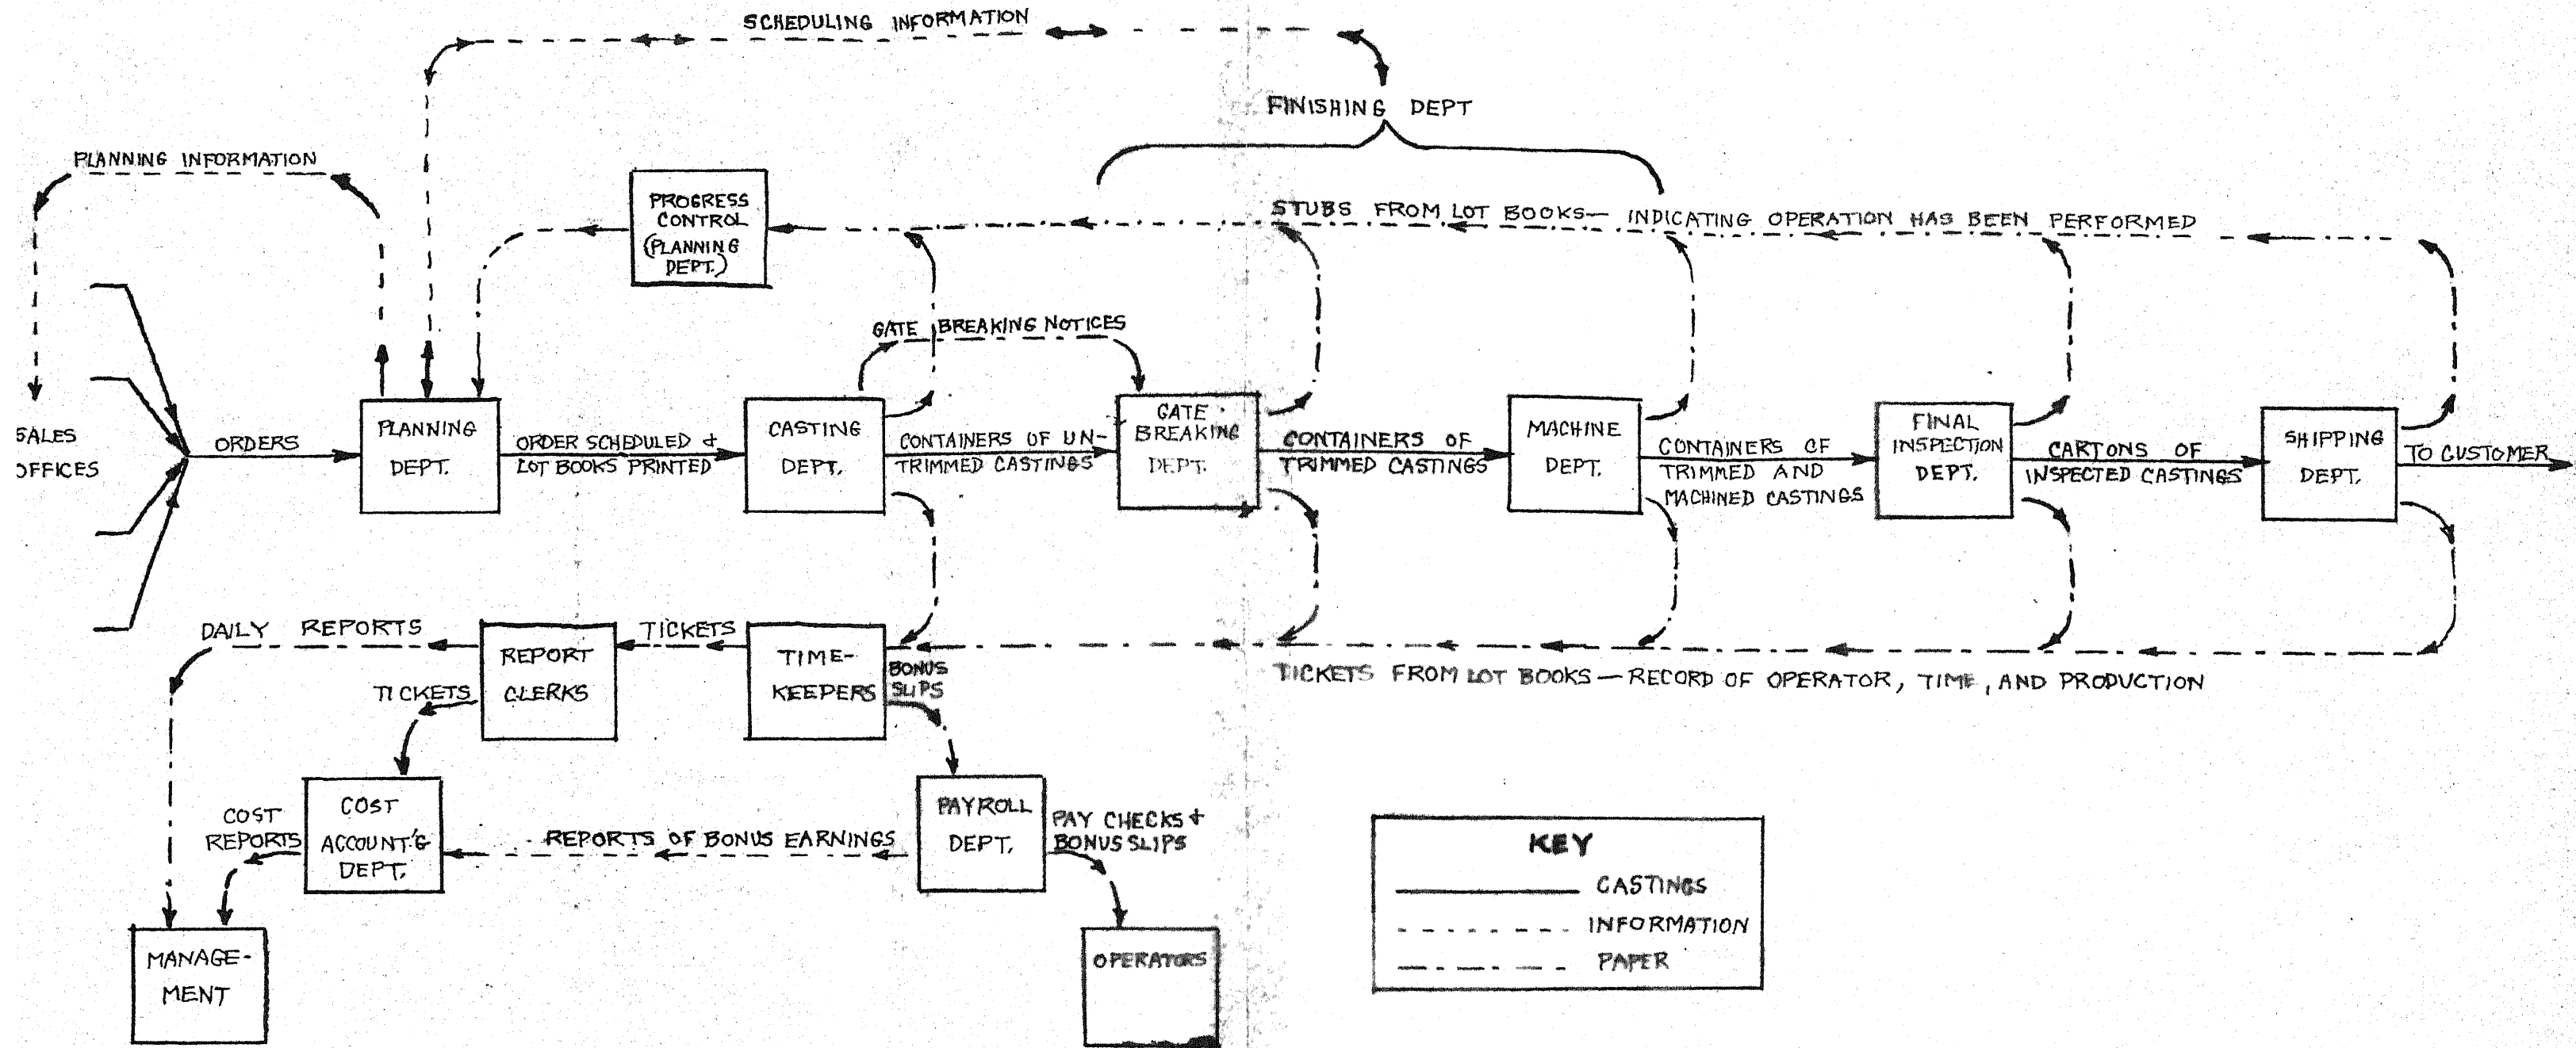 SCHEDULING INFORMATION
FINISHING DEPT
PLANNING INFORMATION
PROGRESS
CONTROL
(PLANNING
DEPT.)
STUBS FROM LOT BOOKS— INDICATING OPERATION HAS BEEN PERFORMED
GATE BREAKING NOTICES
SALES
OFFICES
ORDERS
PLANNING
DEPT.
ORDER SCHEDULED +
LOT BOOKS PRINTED
CASTING
DEPT.
CONTAINERS OF UN-
TRIMMED CASTINGS
GATE
BREAKING
DEPT.
CONTAINERS OF
TRIMMED CASTINGS
MACHINE
DEPT.
CONTAINERS OF
TRIMMED AND
MACHINED CASTINGS
FINAL
INSPECTION
DEPT.
CARTONS OF
INSPECTED CASTINGS
SHIPPING
DEPT.
TO CUSTOMER
DAILY REPORTS
REPORT
CLERKS
TICKETS
TIME-
KEEPERS
BONUS
SLIPS
TICKETS FROM LOT BOOKS—RECORD OF OPERATOR, TIME, AND PRODUCTION
TICKETS
COST
REPORTS
COST
ACCOUNT'G
DEPT.
REPORTS OF BONUS EARNINGS
PAYROLL
DEPT.
PAY CHECKS +
BONUS SLIPS
MANAGE-
MENT
OPERATORS
KEY
CASTINGS
INFORMATION
PAPER